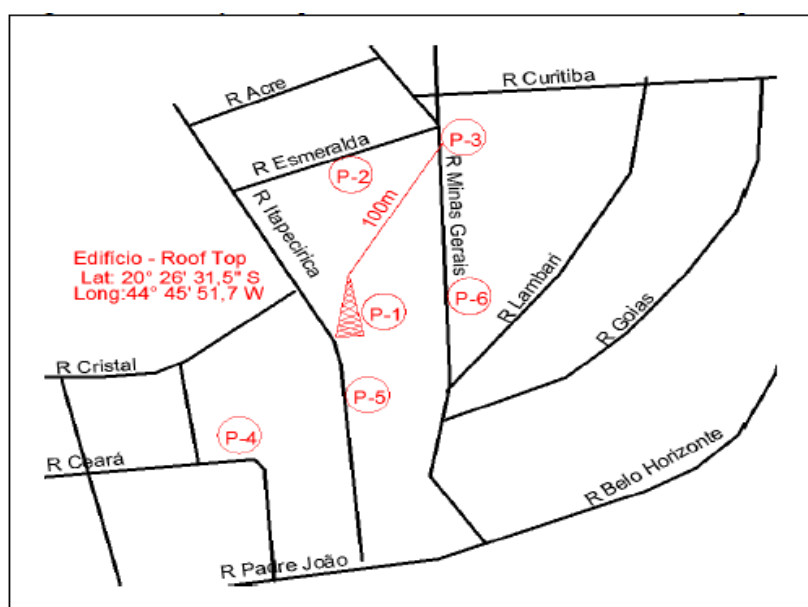 R Acre
R Curitiba
R Esmeralda
P-3
P-2
R Minas Gerais
R Itapecirica
100m
Edifício - Roof Top
Lat: 20° 26' 31,5" S
Long:44° 45' 51,7 W
P-6
P-1
R Lambari
R Goias
R Cristal
P-5
P-4
R Ceará
R Belo Horizonte
R Padre João